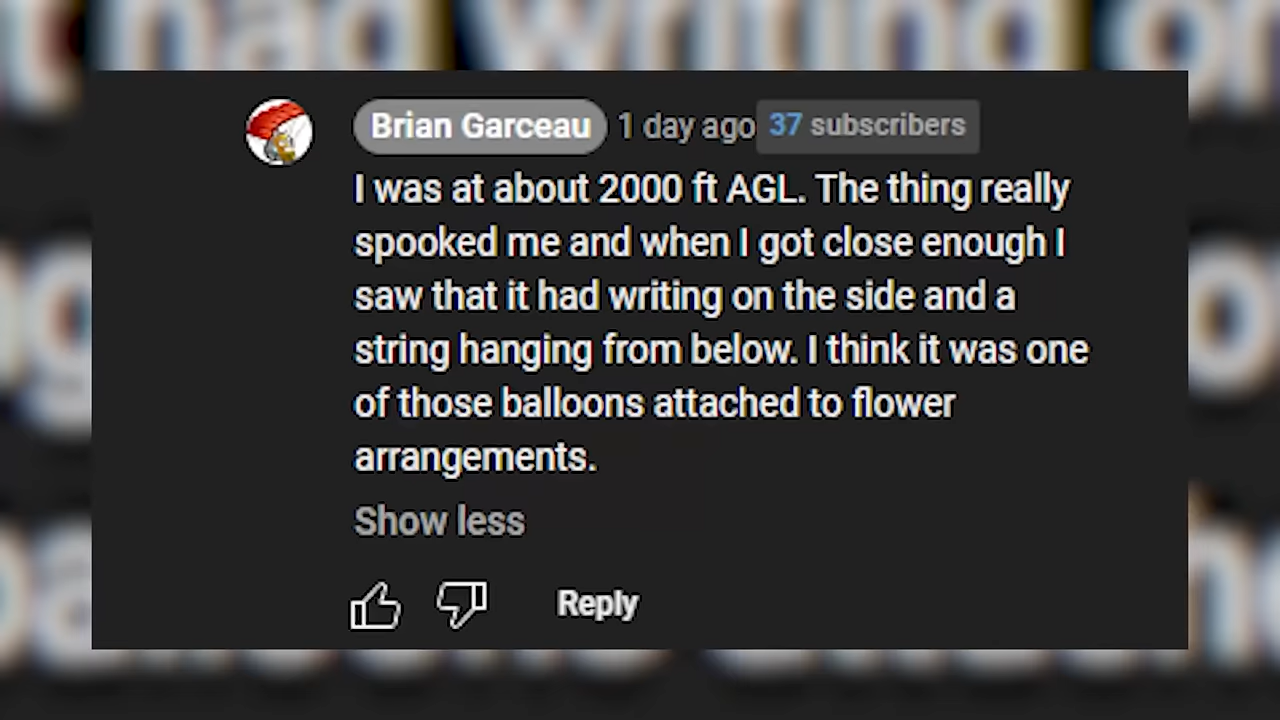 Brian Garceau 1 day ago 37 subscribers
I was at about 2000 ft AGL. The thing really
spooked me and when I got close enough I
saw that it had writing on the side and a
string hanging from below. I think it was one
of those balloons attached to flower
arrangements.
Show less
Reply